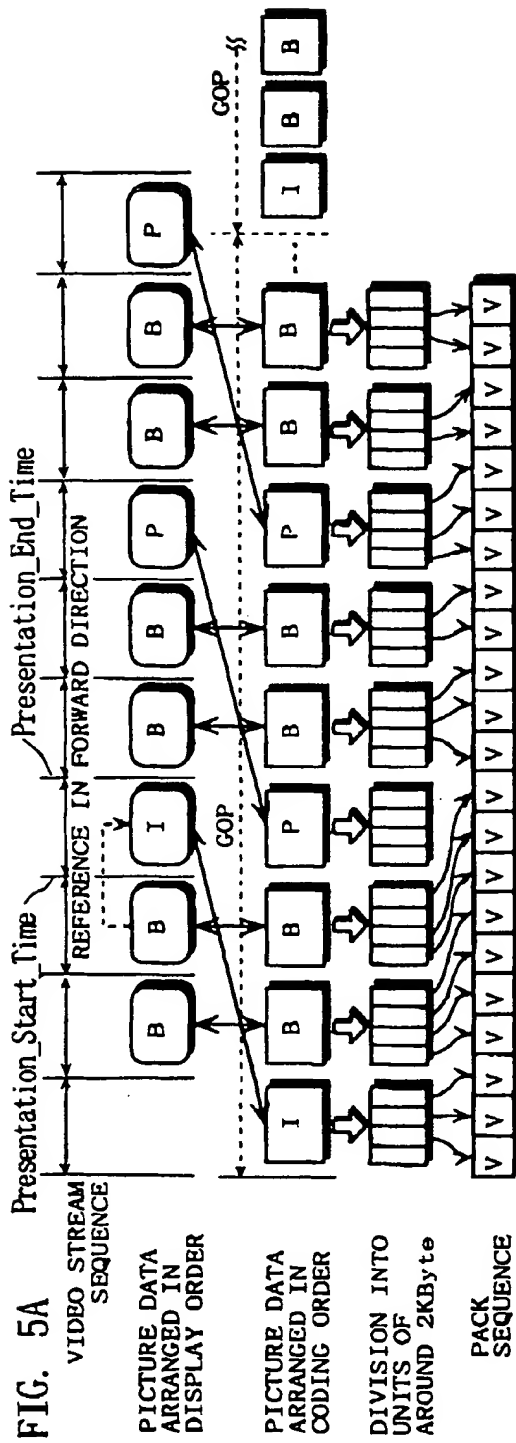 FIG. 5A
Presentation_Start_Time
Presentation_End_Time
VIDEO STREAM
SEQUENCE
REFERENCE IN FORWARD DIRECTION
PICTURE DATA
ARRANGED IN
DISPLAY ORDER
B B I B B P B B P
GOP GOP
PICTURE DATA
ARRANGED IN
CODING ORDER
I B B P B B P B B I B B
DIVISION INTO
UNITS OF
AROUND 2KByte
PACK
SEQUENCE
V V V V V V V V V V V V V V V V V V V V V V